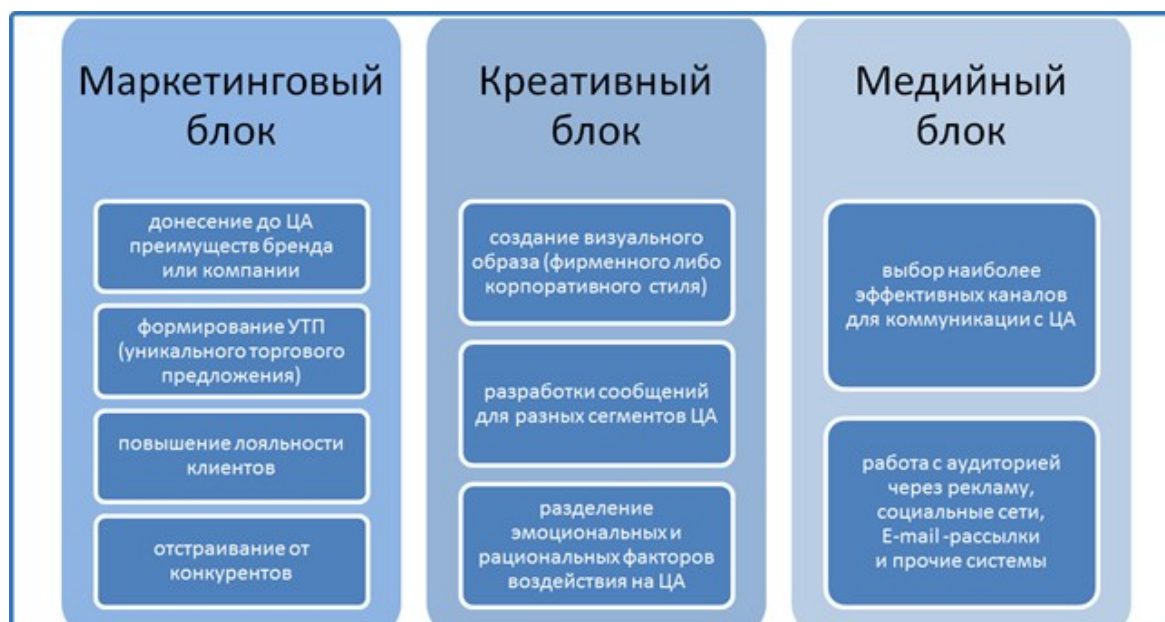 Маркетинговый
блок
донесение до ЦА
преимуществ бренда
или компании
формирование УТП
(уникального торгового
предложения)
повышение лояльности
клиентов
отстраивание от
конкурентов
Креативный
блок
создание визуального
образа (фирменного либо
корпоративного стиля)
разработки сообщений
для разных сегментов ЦА
разделение
эмоциональных и
рациональных факторов
воздействия на ЦА
Медийный
блок
выбор наиболее
эффективных каналов
для коммуникации с ЦА
работа с аудиторией
через рекламу,
социальные сети,
E-mail -рассылки
и прочие системы